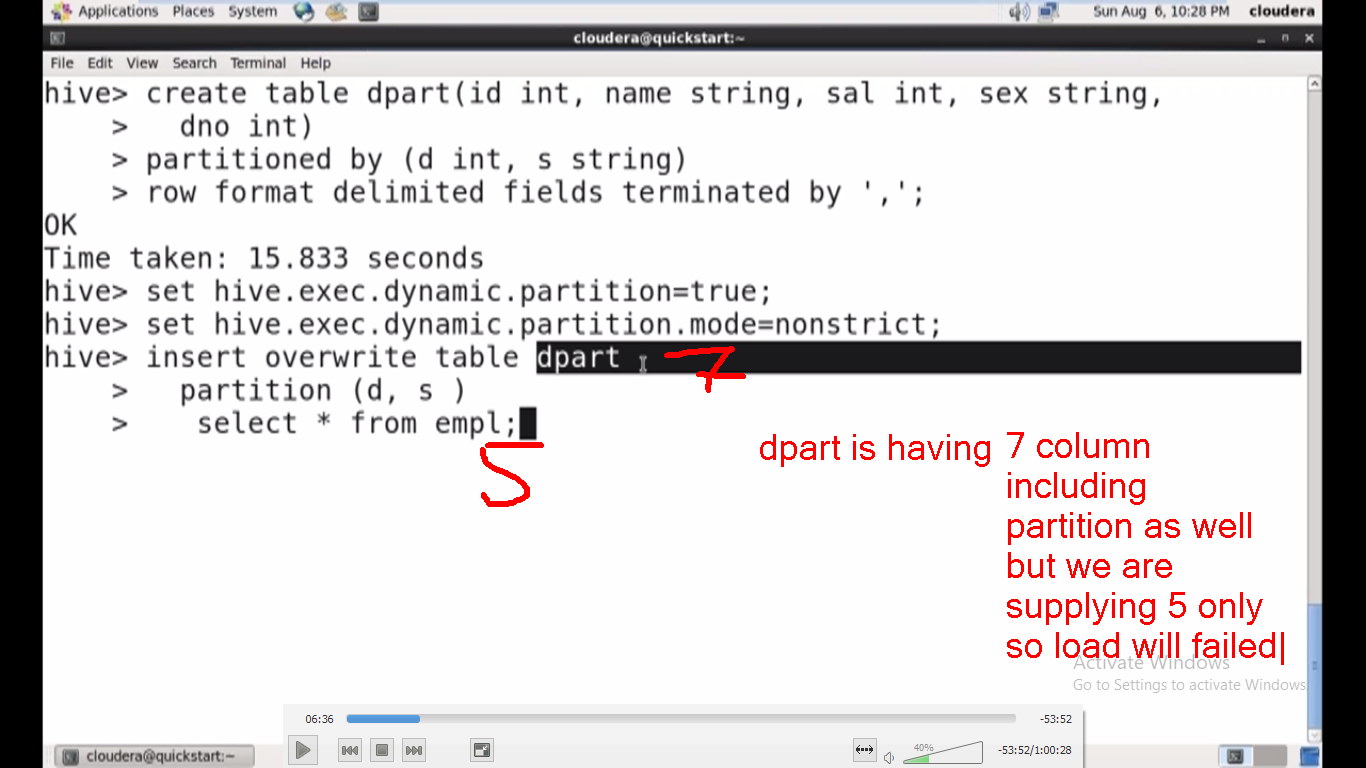 Applications Places System
Sun Aug 6, 10:28 PM cloudera
cloudera@quickstart:~
File Edit View Search Terminal Help
hive> create table dpart(id int, name string, sal int, sex string,
> dno int)
> partitioned by (d int, s string)
> row format delimited fields terminated by ',';
OK
Time taken: 15.833 seconds
hive> set hive.exec.dynamic.partition=true;
hive> set hive.exec.dynamic.partition.mode=nonstrict;
hive> insert overwrite table dpart 7
> partition (d, s )
> select * from empl;
5
dpart is having 7 column
including
partition as well
but we are
supplying 5 only
so load will failed
Activate Windows
Go to Settings to activate Windows.
06:36 -53:52
40% -53:52/1:00:28
cloudera@quickstart:~